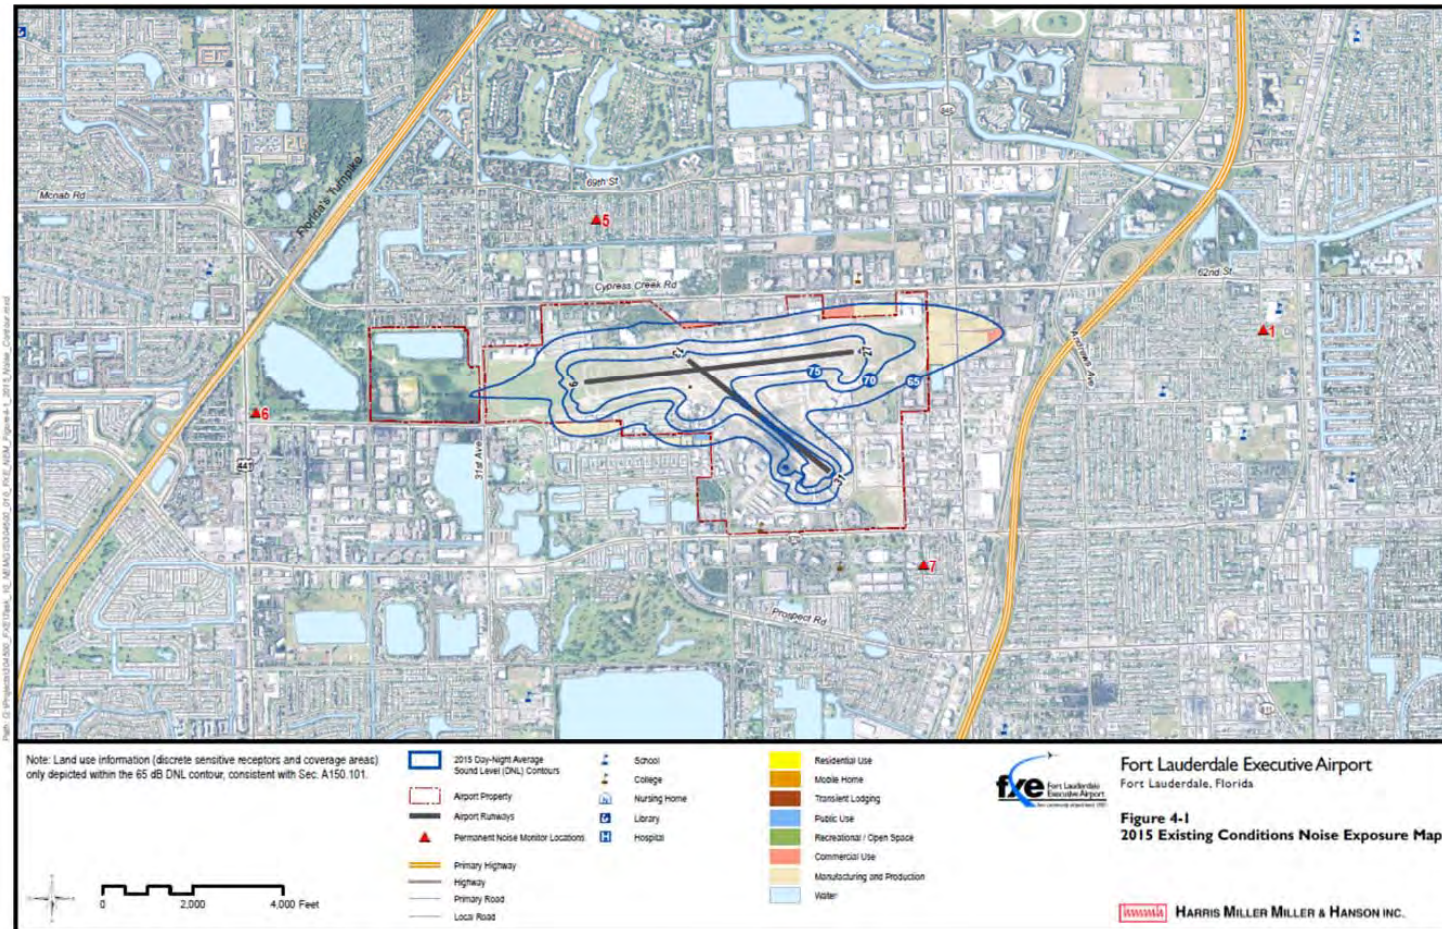 Mcnab Rd
Florida's Turnpike
69th St
5
Cypress Creek Rd
62nd St
1
Andrews Ave
6
441
31st Ave
9
13
27
31
75
70
65
7
Prospect Rd
811
Note: Land use information (discrete sensitive receptors and coverage areas)
only depicted within the 65 dB DNL contour, consistent with Sec. A150.101.
0
2,000
4,000 Feet
2015 Day-Night Average
Sound Level (DNL) Contours
Airport Property
Airport Runways
Permanent Noise Monitor Locations
Primary Highway
Highway
Primary Road
Local Road
School
College
Nursing Home
Library
H Hospital
Residential Use
Mobile Home
Transient Lodging
Public Use
Recreational / Open Space
Commercial Use
Manufacturing and Production
Water
fxe Fort Lauderdale
Executive Airport
Fort Lauderdale Executive Airport
Fort Lauderdale, Florida
Figure 4-1
2015 Existing Conditions Noise Exposure Map
HARRIS MILLER MILLER & HANSON INC.